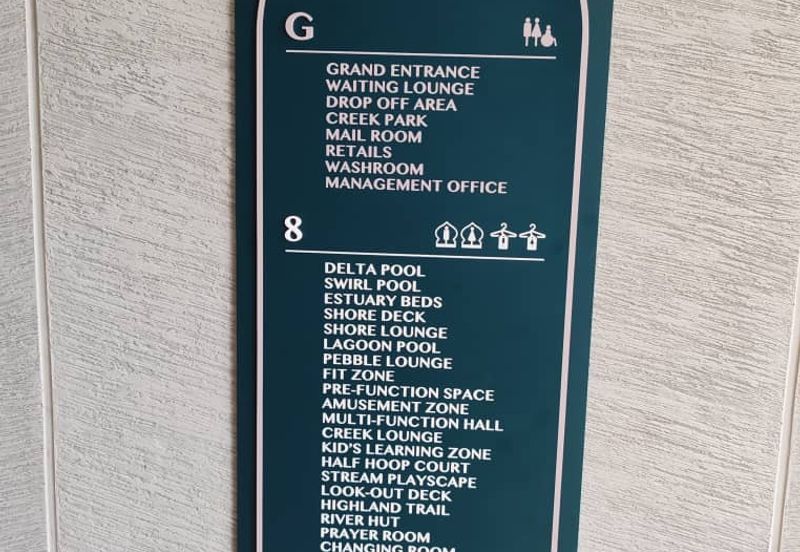 G
GRAND ENTRANCE
WAITING LOUNGE
DROP OFF AREA
CREEK PARK
MAIL ROOM
RETAILS
WASHROOM
MANAGEMENT OFFICE
8
DELTA POOL
SWIRL POOL
ESTUARY BEDS
SHORE DECK
SHORE LOUNGE
LAGOON POOL
PEBBLE LOUNGE
FIT ZONE
PRE-FUNCTION SPACE
AMUSEMENT ZONE
MULTI-FUNCTION HALL
CREEK LOUNGE
KID'S LEARNING ZONE
HALF HOOP COURT
STREAM PLAYSCAPE
LOOK-OUT DECK
HIGHLAND TRAIL
RIVER HUT
PRAYER ROOM
CHANGING ROOM